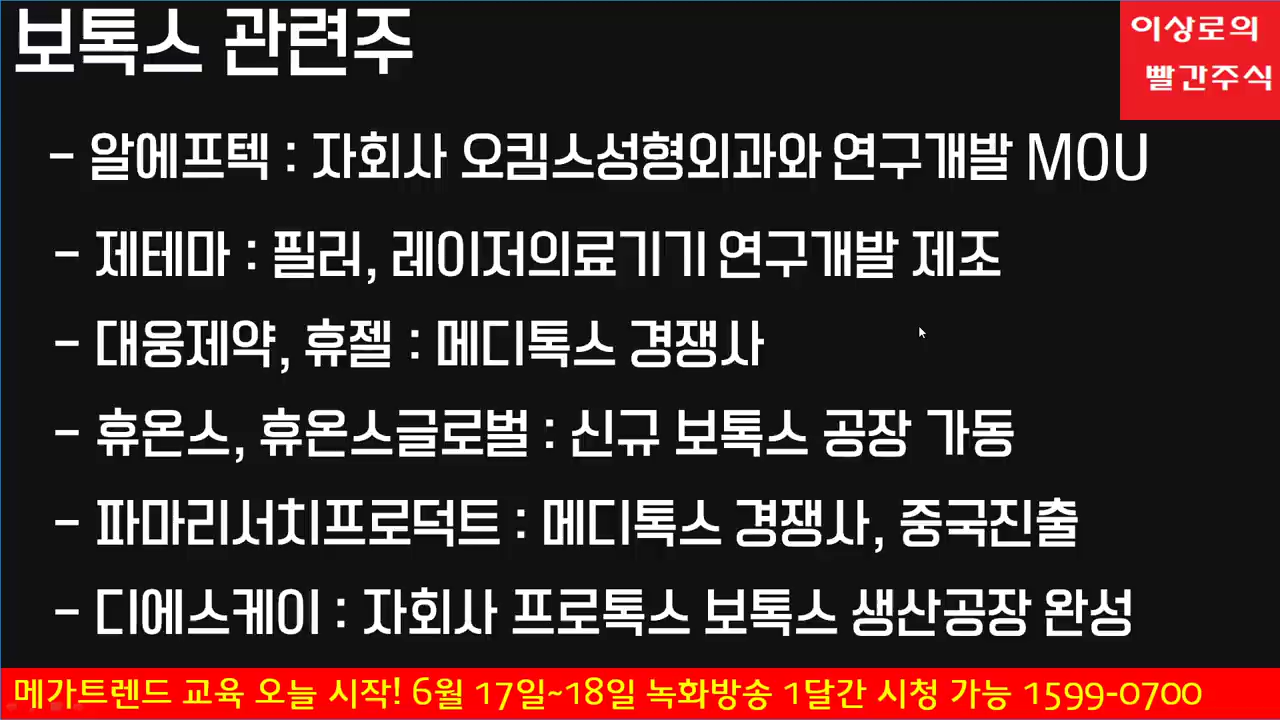 보톡스 관련주
이상로의
빨간주식
- 알에프텍 : 자회사 오킴스성형외과와 연구개발 MOU
- 제테마 : 필러, 레이저의료기기 연구개발 제조
- 대웅제약, 휴젤 : 메디톡스 경쟁사
- 휴온스, 휴온스글로벌 : 신규 보톡스 공장 가동
- 파마리서치프로덕트 : 메디톡스 경쟁사, 중국진출
- 디에스케이 : 자회사 프로톡스 보톡스 생산공장 완성
메가트렌드 교육 오늘 시작! 6월 17일~18일 녹화방송 1달간 시청 가능 1599-0700